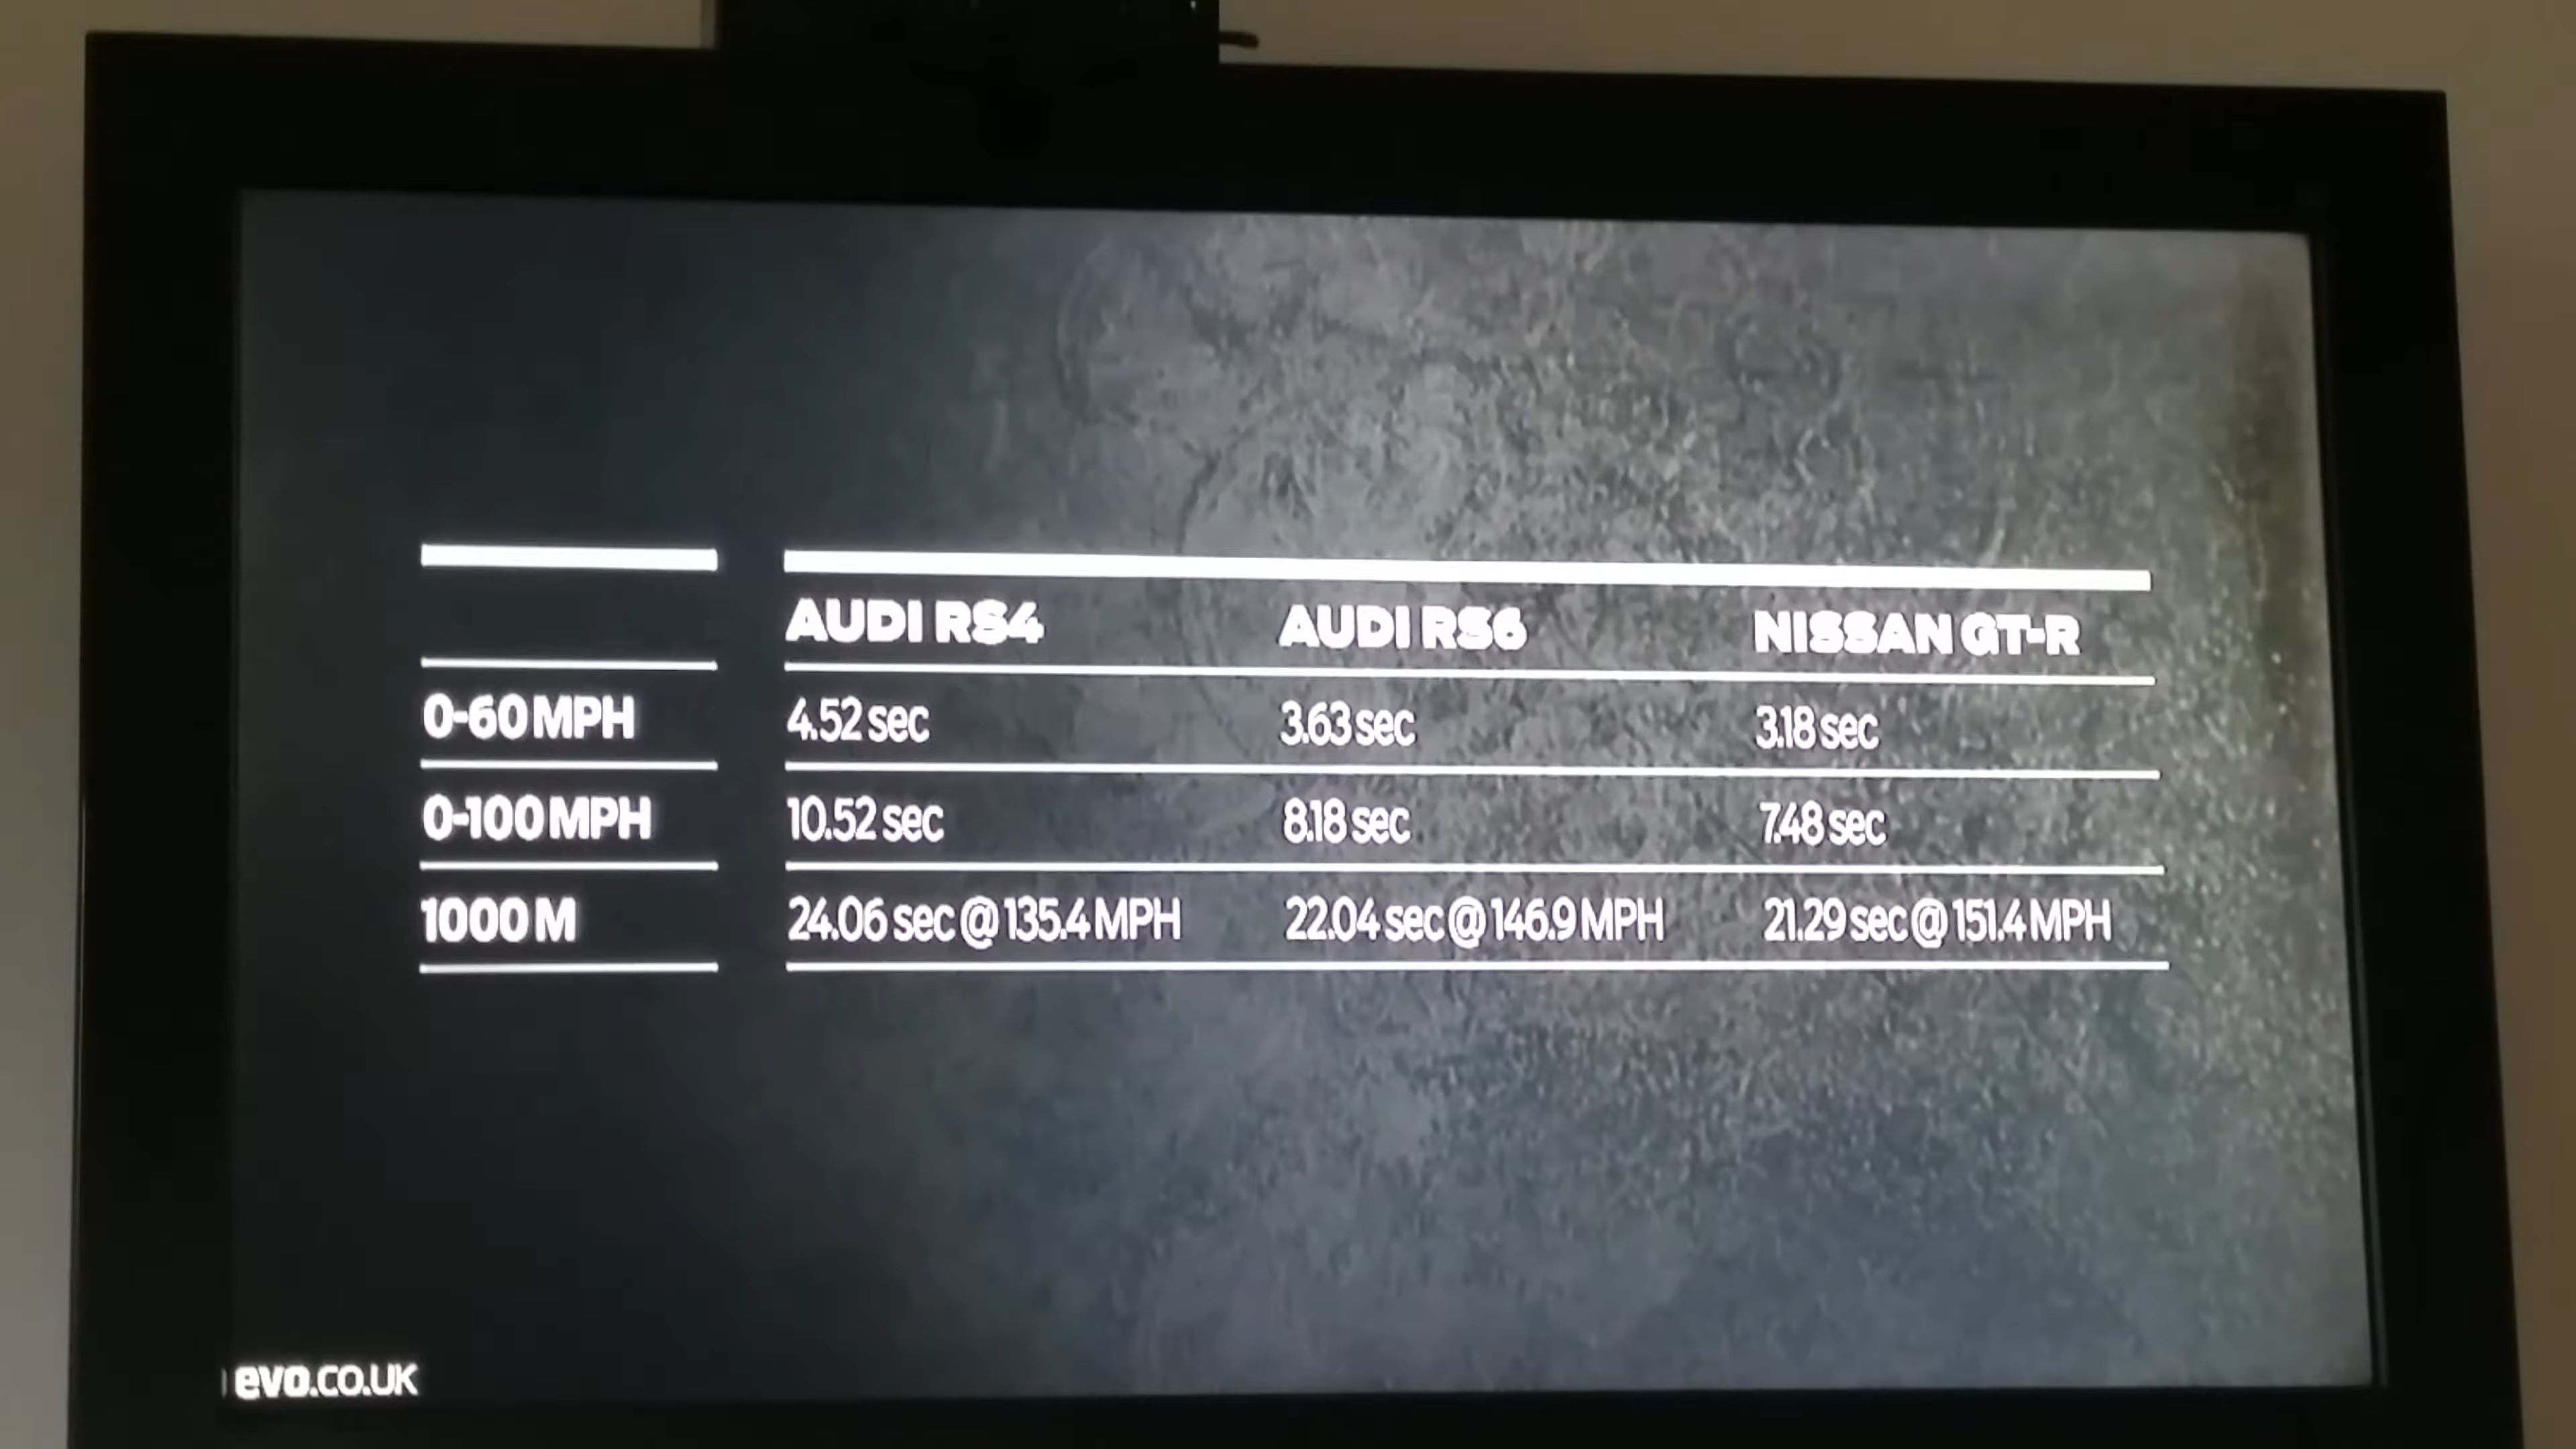 AUDI RS4 AUDI RS6 NISSAN GT-R
0-60 MPH 4.52 sec 3.63 sec 3.18 sec
0-100 MPH 10.52 sec 8.18 sec 7.48 sec
1000 M 24.06 sec @ 135.4 MPH 22.04 sec @ 146.9 MPH 21.29 sec @ 151.4 MPH
evo.CO.UK